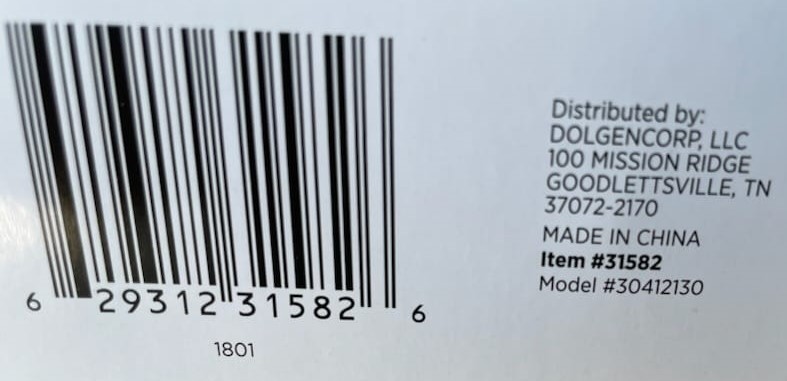 6 29312 31582 6
1801
Distributed by:
DOLGENCORP, LLC
100 MISSION RIDGE
GOODLETTSVILLE, TN
37072-2170
MADE IN CHINA
Item #31582
Model #30412130